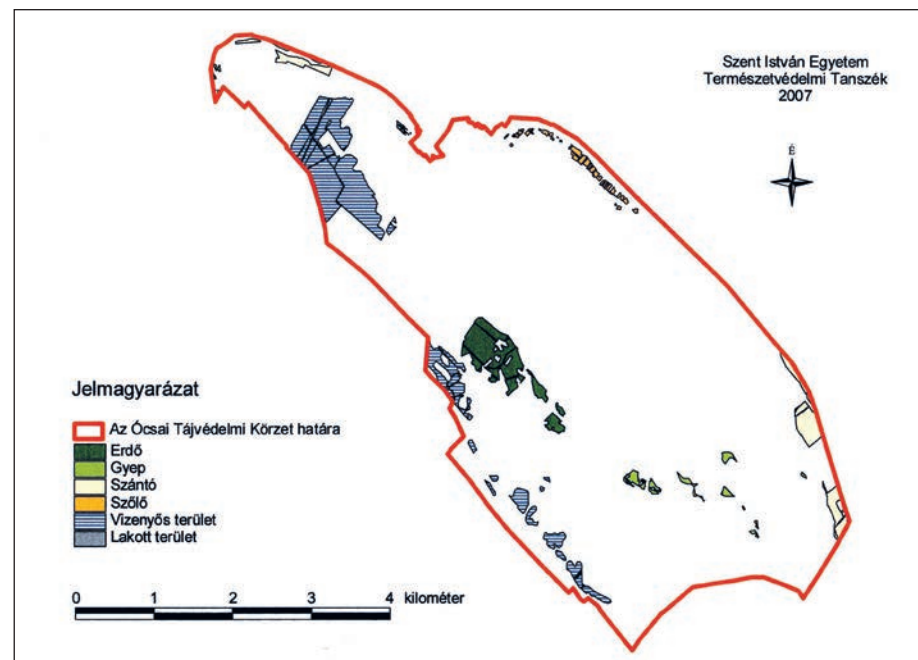 Szent István Egyetem
Természetvédelmi Tanszék
2007
É
Jelmagyarázat
Az Ócsai Tájvédelmi Körzet határa
Erdő
Gyep
Szántó
Szőlő
Vizenyős terület
Lakott terület
0 1 2 3 4 kilométer